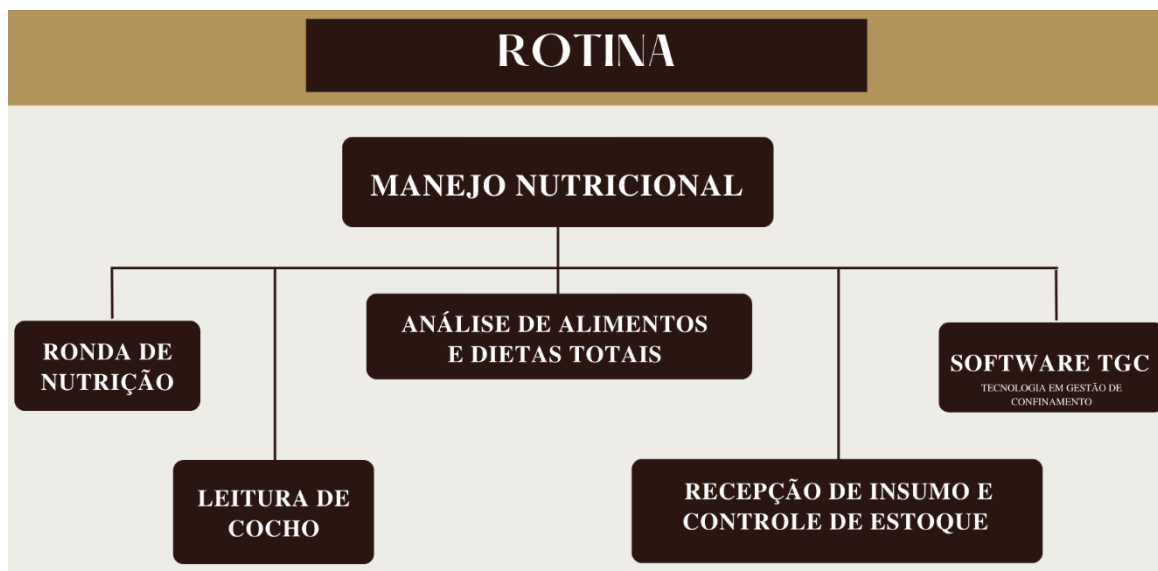 ROTINA
MANEJO NUTRICIONAL
RONDA DE
NUTRIÇÃO
LEITURA DE
COCHO
ANÁLISE DE ALIMENTOS
E DIETAS TOTAIS
RECEPÇÃO DE INSUMO E
CONTROLE DE ESTOQUE
SOFTWARE TGC
TECNOLOGIA EM GESTÃO DE
CONFINAMENTO